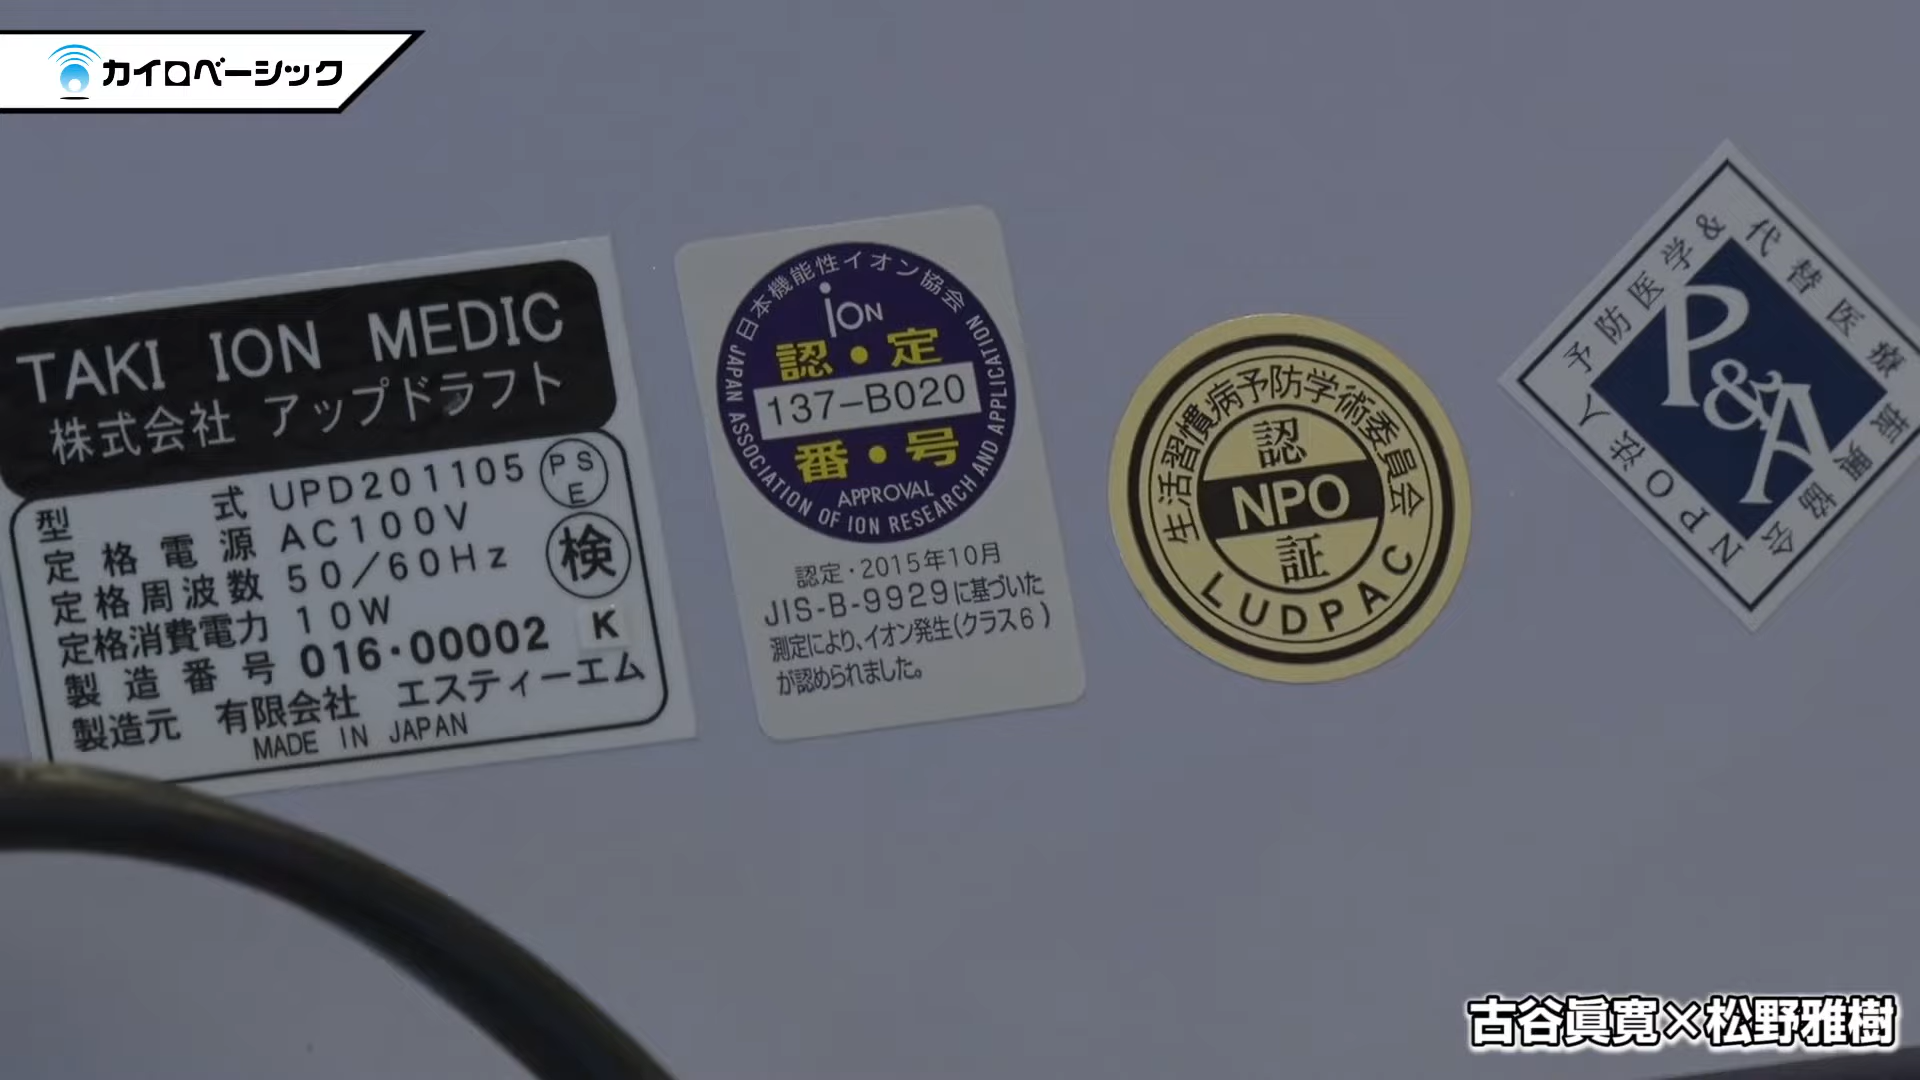 カイロベーシック
TAKI ION MEDIC
株式会社 アップドラフト
型 式 UPD201105
PSE
定格電源 AC100V
定格周波数 50/60Hz
検
定格消費電力 10W
製造番号 016・00002 K
製造元 有限会社 エスティーエム
MADE IN JAPAN
日本機能性イオン協会
ion
認・定
137-B020
番・号
APPROVAL
JAPAN ASSOCIATION OF ION RESEARCH AND APPLICATION
認定・2015年10月
JIS-B-9929に基づいた
測定により、イオン発生(クラス6)
が認められました。
生活習慣病予防学術委員会
認
NPO
証
LUDPAC
NPO法人 予防医学&代替医療 振興協会
P&A
古谷眞寛×松野雅樹